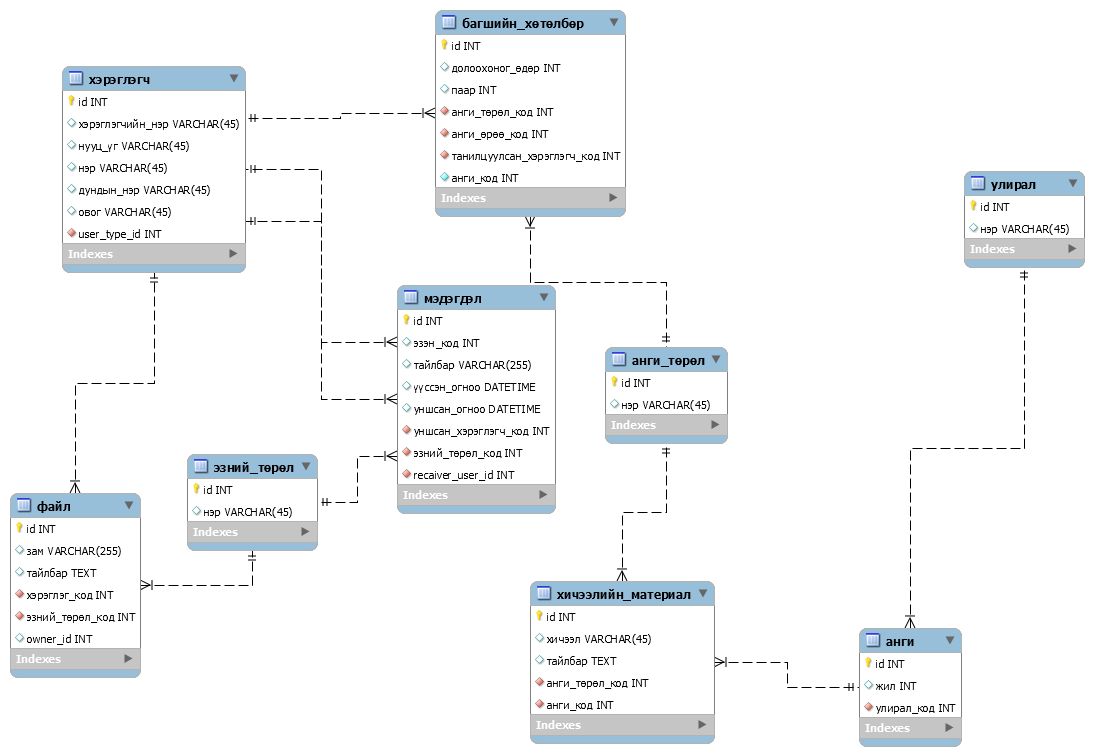 багшийн_хөтөлбөр
id INT
долоохоног_өдөр INT
паар INT
анги_төрөл_код INT
анги_өрөө_код INT
танилцуулсан_хэрэглэгч_код INT
анги_код INT
Indexes
хэрэглэгч
id INT
хэрэглэгчийн_нэр VARCHAR(45)
нууц_үг VARCHAR(45)
нэр VARCHAR(45)
дундын_нэр VARCHAR(45)
овог VARCHAR(45)
user_type_id INT
Indexes
улирал
id INT
нэр VARCHAR(45)
Indexes
мэдэгдэл
id INT
эзэн_код INT
тайлбар VARCHAR(255)
үүссэн_огноо DATETIME
уншсан_огноо DATETIME
уншсан_хэрэглэгч_код INT
эзний_төрөл_код INT
recaiver_user_id INT
Indexes
анги_төрөл
id INT
нэр VARCHAR(45)
Indexes
эзний_төрөл
id INT
нэр VARCHAR(45)
Indexes
файл
id INT
зам VARCHAR(255)
тайлбар TEXT
хэрэглэг_код INT
эзний_төрөл_код INT
owner_id INT
Indexes
хичээлийн_материал
id INT
хичээл VARCHAR(45)
тайлбар TEXT
анги_төрөл_код INT
анги_код INT
Indexes
анги
id INT
жил INT
улирал_код INT
Indexes